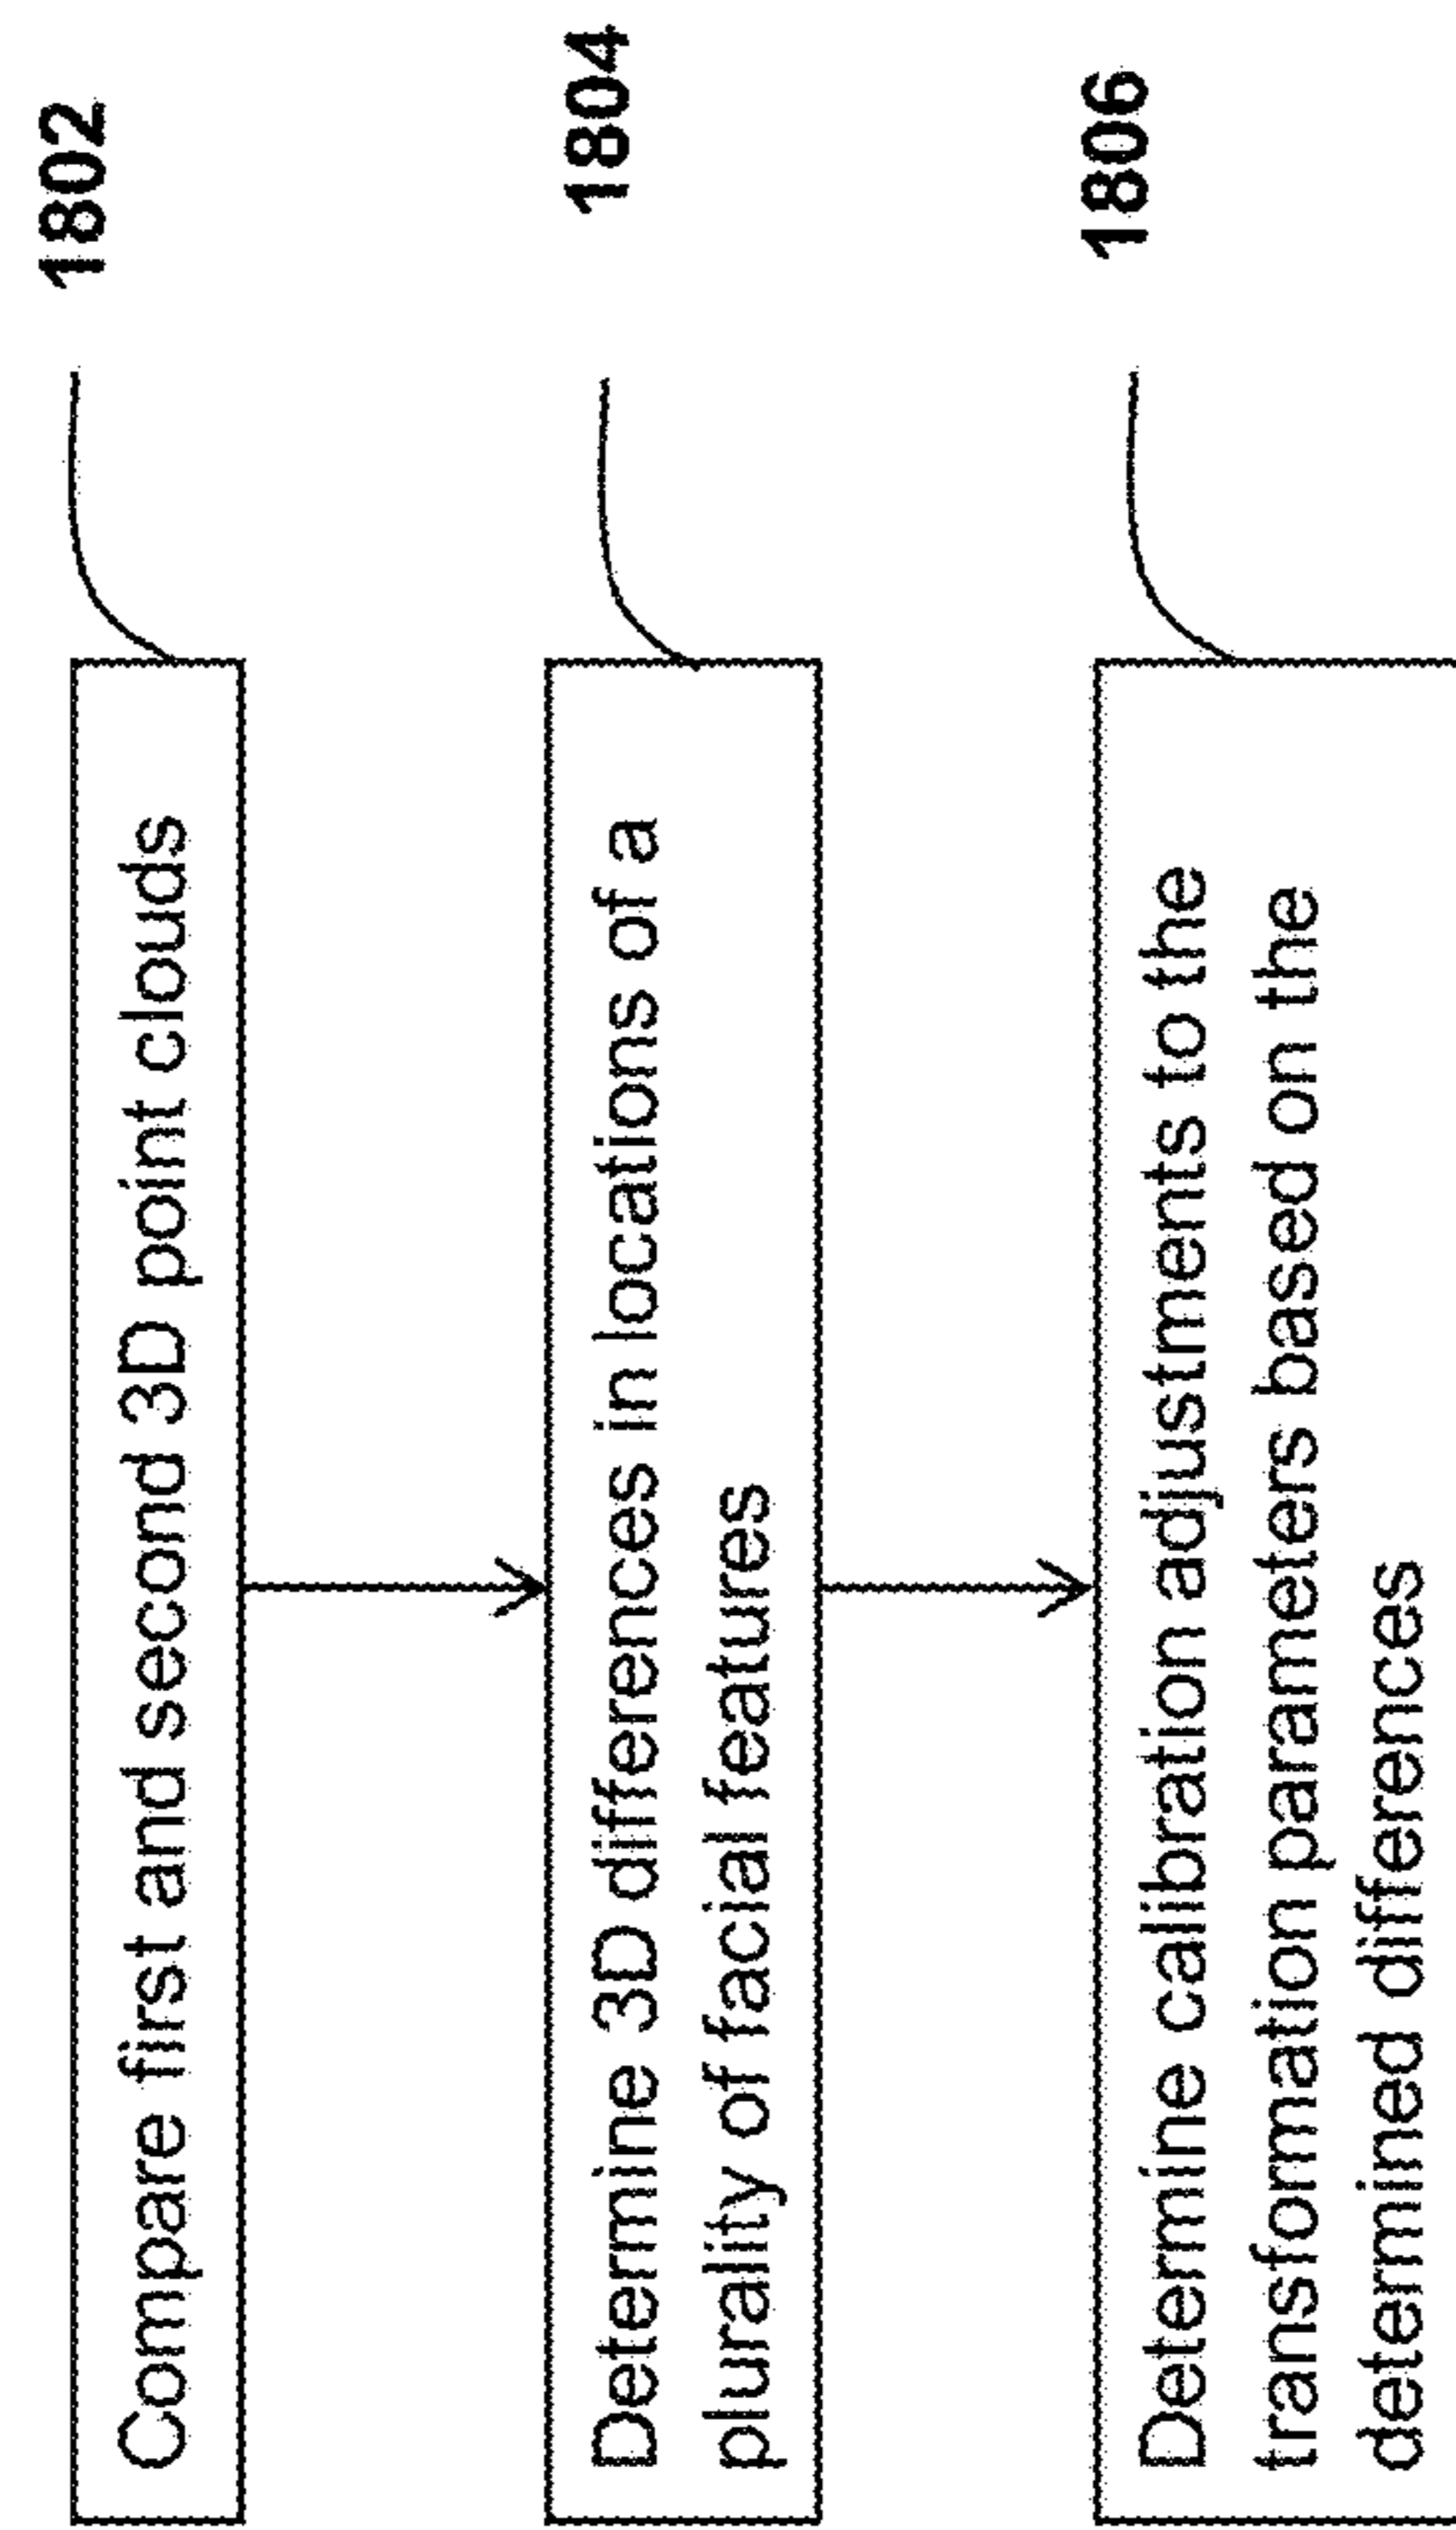 Compare first and second 3D point clouds
1802
Determine 3D differences in locations of a
plurality of facial features
1804
Determine calibration adjustments to the
transformation parameters based on the
determined differences
1806